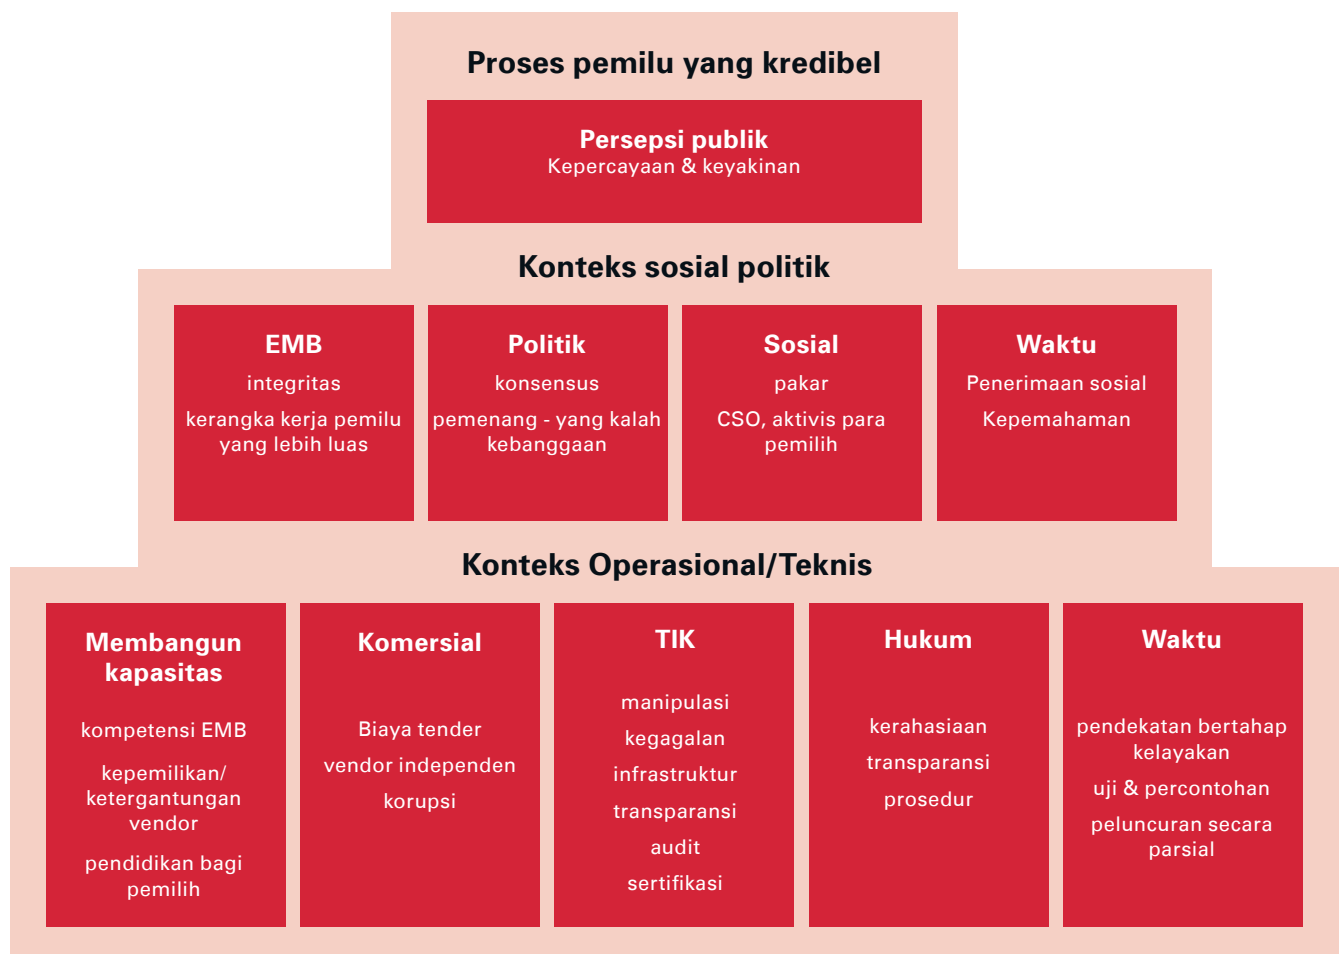 Proses pemilu yang kredibel
Persepsi publik
Kepercayaan & keyakinan
Konteks sosial politik
EMB
integritas
kerangka kerja pemilu
yang lebih luas
Politik
konsensus
pemenang - yang kalah
kebanggaan
Sosial
pakar
CSO, aktivis para
pemilih
Waktu
Penerimaan sosial
Kepemahaman
Konteks Operasional/Teknis
Membangun
kapasitas
kompetensi EMB
kepemilikan/
ketergantungan
vendor
pendidikan bagi
pemilih
Komersial
Biaya tender
vendor independen
korupsi
TIK
manipulasi
kegagalan
infrastruktur
transparansi
audit
sertifikasi
Hukum
kerahasiaan
transparansi
prosedur
Waktu
pendekatan bertahap
kelayakan
uji & percontohan
peluncuran secara
parsial